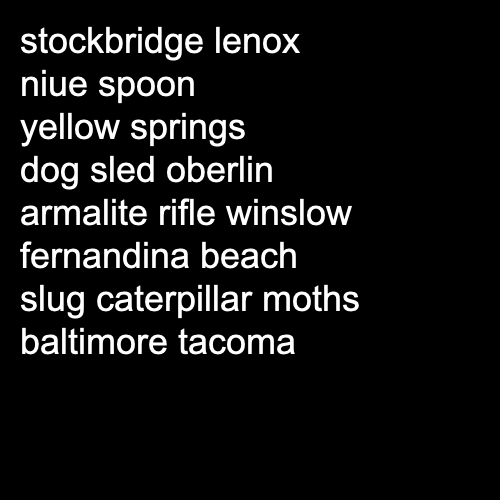 stockbridge lenox
niue spoon
yellow springs
dog sled oberlin
armalite rifle winslow
fernandina beach
slug caterpillar moths
baltimore tacoma